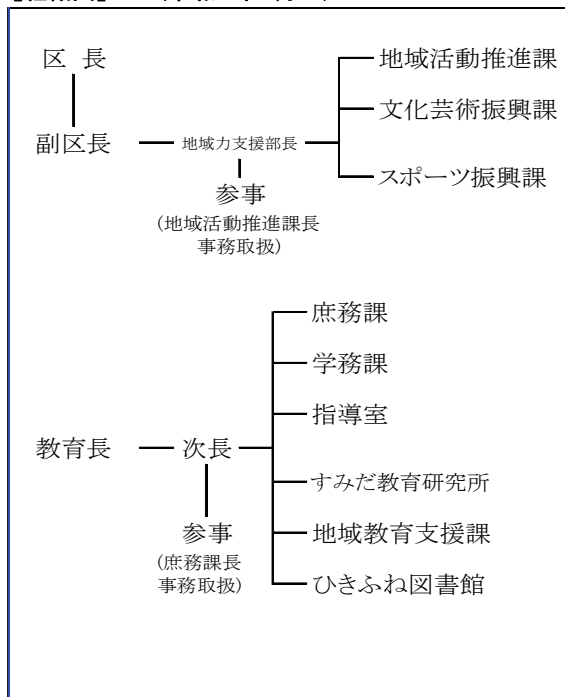 区 長
副区長
地域力支援部長
参事
(地域活動推進課長
事務取扱)
地域活動推進課
文化芸術振興課
スポーツ振興課
教育長
次長
参事
(庶務課長
事務取扱)
庶務課
学務課
指導室
すみだ教育研究所
地域教育支援課
ひきふね図書館